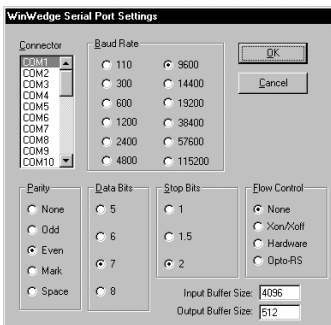 WinWedge Serial Port Settings
Connector
COM1
COM2
COM3
COM4
COM5
COM6
COM7
COM8
COM9
COM10
Baud Rate
110
300
600
1200
2400
4800
9600
14400
19200
38400
57600
115200
OK
Cancel
Parity
None
Odd
Even
Mark
Space
Data Bits
5
6
7
8
Stop Bits
1
1.5
2
Flow Control
None
Xon/Xoff
Hardware
Opto-RS
Input Buffer Size: 4096
Output Buffer Size: 512